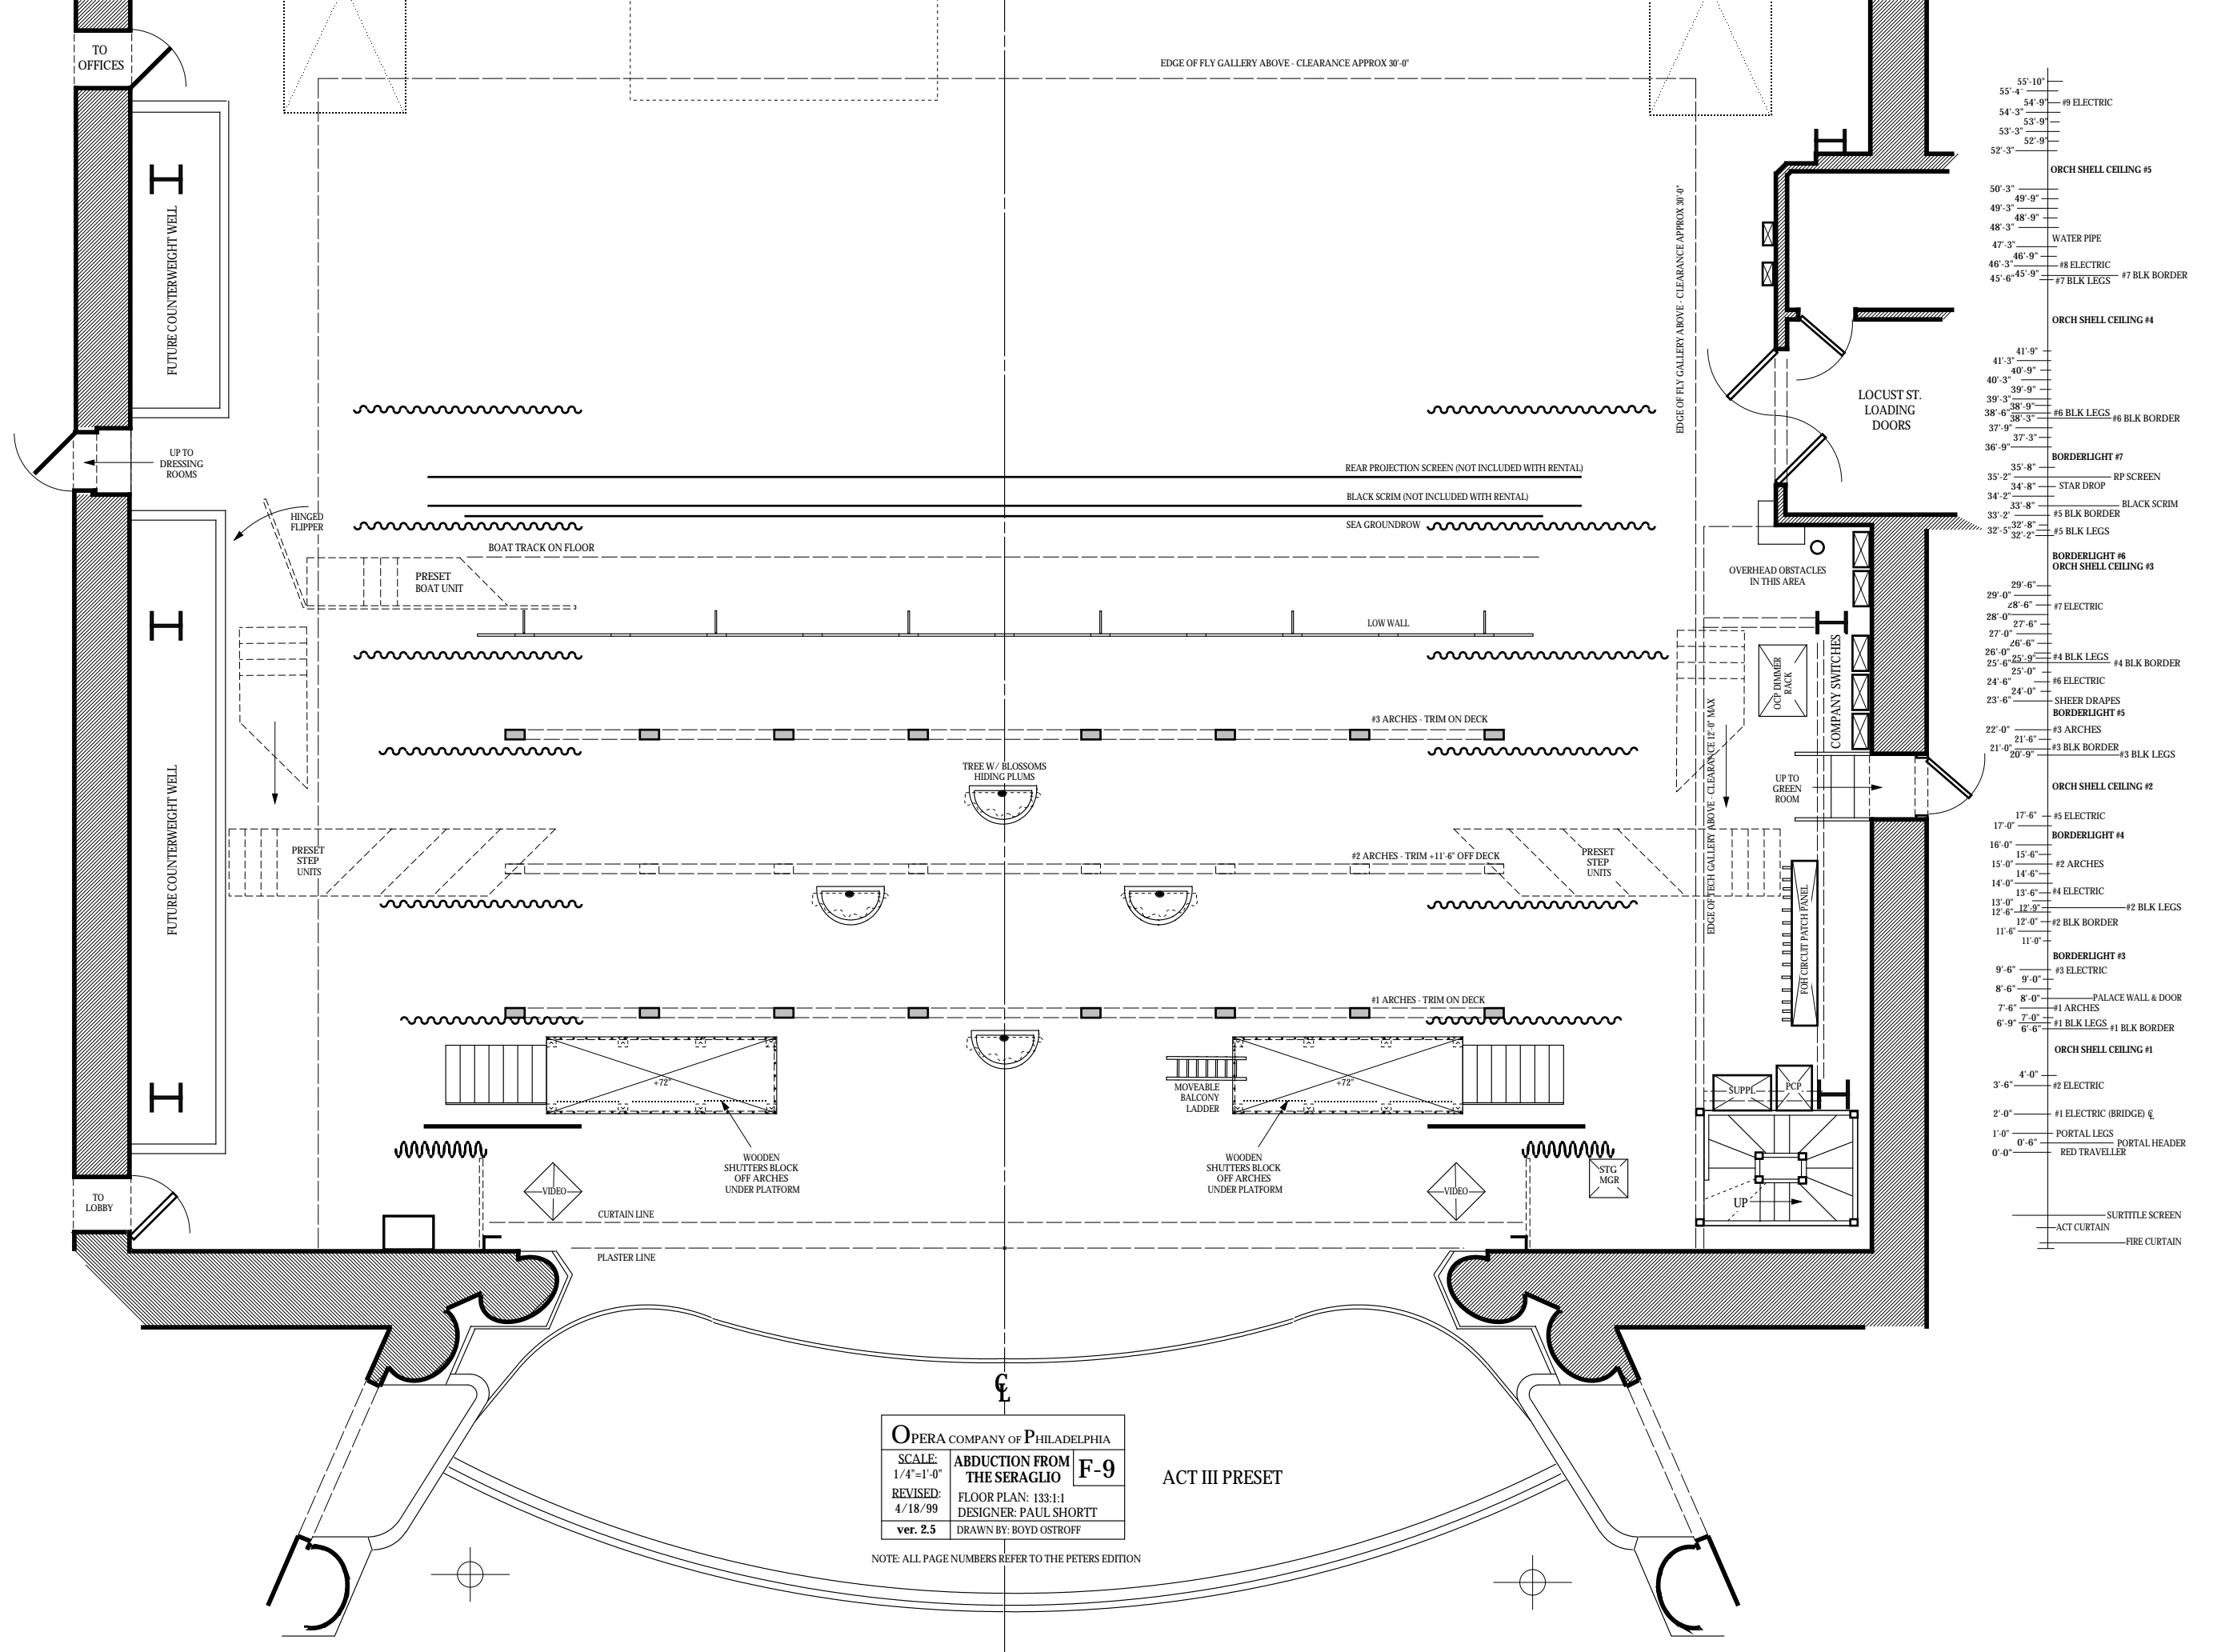 TO
OFFICES
EDGE OF FLY GALLERY ABOVE - CLEARANCE APPROX 30'-0"
FUTURE COUNTERWEIGHT WELL
EDGE OF FLY GALLERY ABOVE - CLEARANCE APPROX 30'-0"
LOCUST ST.
LOADING
DOORS
UP TO
DRESSING
ROOMS
REAR PROJECTION SCREEN (NOT INCLUDED WITH RENTAL)
BLACK SCRIM (NOT INCLUDED WITH RENTAL)
SEA GROUNDROW
HINGED
FLIPPER
BOAT TRACK ON FLOOR
PRESET
BOAT UNIT
OVERHEAD OBSTACLES
IN THIS AREA
LOW WALL
OCP DIMMER
RACK
COMPANY SWITCHES
#3 ARCHES - TRIM ON DECK
TREE W/ BLOSSOMS
HIDING PLUMS
EDGE OF TECH GALLERY ABOVE - CLEARANCE 12'-0" MAX
UP TO
GREEN
ROOM
FUTURE COUNTERWEIGHT WELL
PRESET
STEP
UNITS
#2 ARCHES - TRIM +11'-6" OFF DECK
PRESET
STEP
UNITS
FOH CIRCUIT PATCH PANEL
#1 ARCHES - TRIM ON DECK
+72"
+72"
MOVEABLE
BALCONY
LADDER
SUPPL
PCP
WOODEN
SHUTTERS BLOCK
OFF ARCHES
UNDER PLATFORM
WOODEN
SHUTTERS BLOCK
OFF ARCHES
UNDER PLATFORM
VIDEO
VIDEO
STG
MGR
UP
TO
LOBBY
CURTAIN LINE
PLASTER LINE
55'-10"
55'-4"
54'-9" #9 ELECTRIC
54'-3"
53'-9"
53'-3"
52'-9"
52'-3"
ORCH SHELL CEILING #5
50'-3"
49'-9"
49'-3"
48'-9"
48'-3"
WATER PIPE
47'-3"
46'-9"
46'-3" #8 ELECTRIC
45'-9" #7 BLK BORDER
45'-6" #7 BLK LEGS
ORCH SHELL CEILING #4
41'-9"
41'-3"
40'-9"
40'-3"
39'-9"
39'-3"
38'-9"
38'-6" #6 BLK LEGS
38'-3" #6 BLK BORDER
37'-9"
37'-3"
36'-9"
BORDERLIGHT #7
35'-8"
35'-2" RP SCREEN
34'-8" STAR DROP
34'-2"
33'-8" BLACK SCRIM
33'-2' #5 BLK BORDER
32'-8"
32'-5" #5 BLK LEGS
32'-2"
BORDERLIGHT #6
ORCH SHELL CEILING #3
29'-6"
29'-0"
28'-6" #7 ELECTRIC
28'-0"
27'-6"
27'-0"
26'-6"
26'-0"
25'-9" #4 BLK LEGS
25'-6" #4 BLK BORDER
25'-0"
24'-6" #6 ELECTRIC
24'-0"
23'-6" SHEER DRAPES
BORDERLIGHT #5
22'-0" #3 ARCHES
21'-6"
21'-0" #3 BLK BORDER
20'-9" #3 BLK LEGS
ORCH SHELL CEILING #2
17'-6" #5 ELECTRIC
17'-0"
BORDERLIGHT #4
16'-0"
15'-6"
15'-0" #2 ARCHES
14'-6"
14'-0"
13'-6" #4 ELECTRIC
13'-0"
12'-9" #2 BLK LEGS
12'-6"
12'-0" #2 BLK BORDER
11'-6"
11'-0"
BORDERLIGHT #3
9'-6" #3 ELECTRIC
9'-0"
8'-6"
8'-0" PALACE WALL & DOOR
7'-6" #1 ARCHES
7'-0"
6'-9" #1 BLK LEGS
6'-6" #1 BLK BORDER
ORCH SHELL CEILING #1
4'-0"
3'-6" #2 ELECTRIC
2'-0" #1 ELECTRIC (BRIDGE) ℄
1'-0" PORTAL LEGS
0'-6" PORTAL HEADER
0'-0" RED TRAVELLER
SURTITLE SCREEN
ACT CURTAIN
FIRE CURTAIN
℄
OPERA COMPANY OF PHILADELPHIA
SCALE:
1/4"=1'-0"
REVISED:
4/18/99
ver. 2.5
ABDUCTION FROM
THE SERAGLIO
F-9
FLOOR PLAN: 133:1:1
DESIGNER: PAUL SHORTT
DRAWN BY: BOYD OSTROFF
ACT III PRESET
NOTE: ALL PAGE NUMBERS REFER TO THE PETERS EDITION